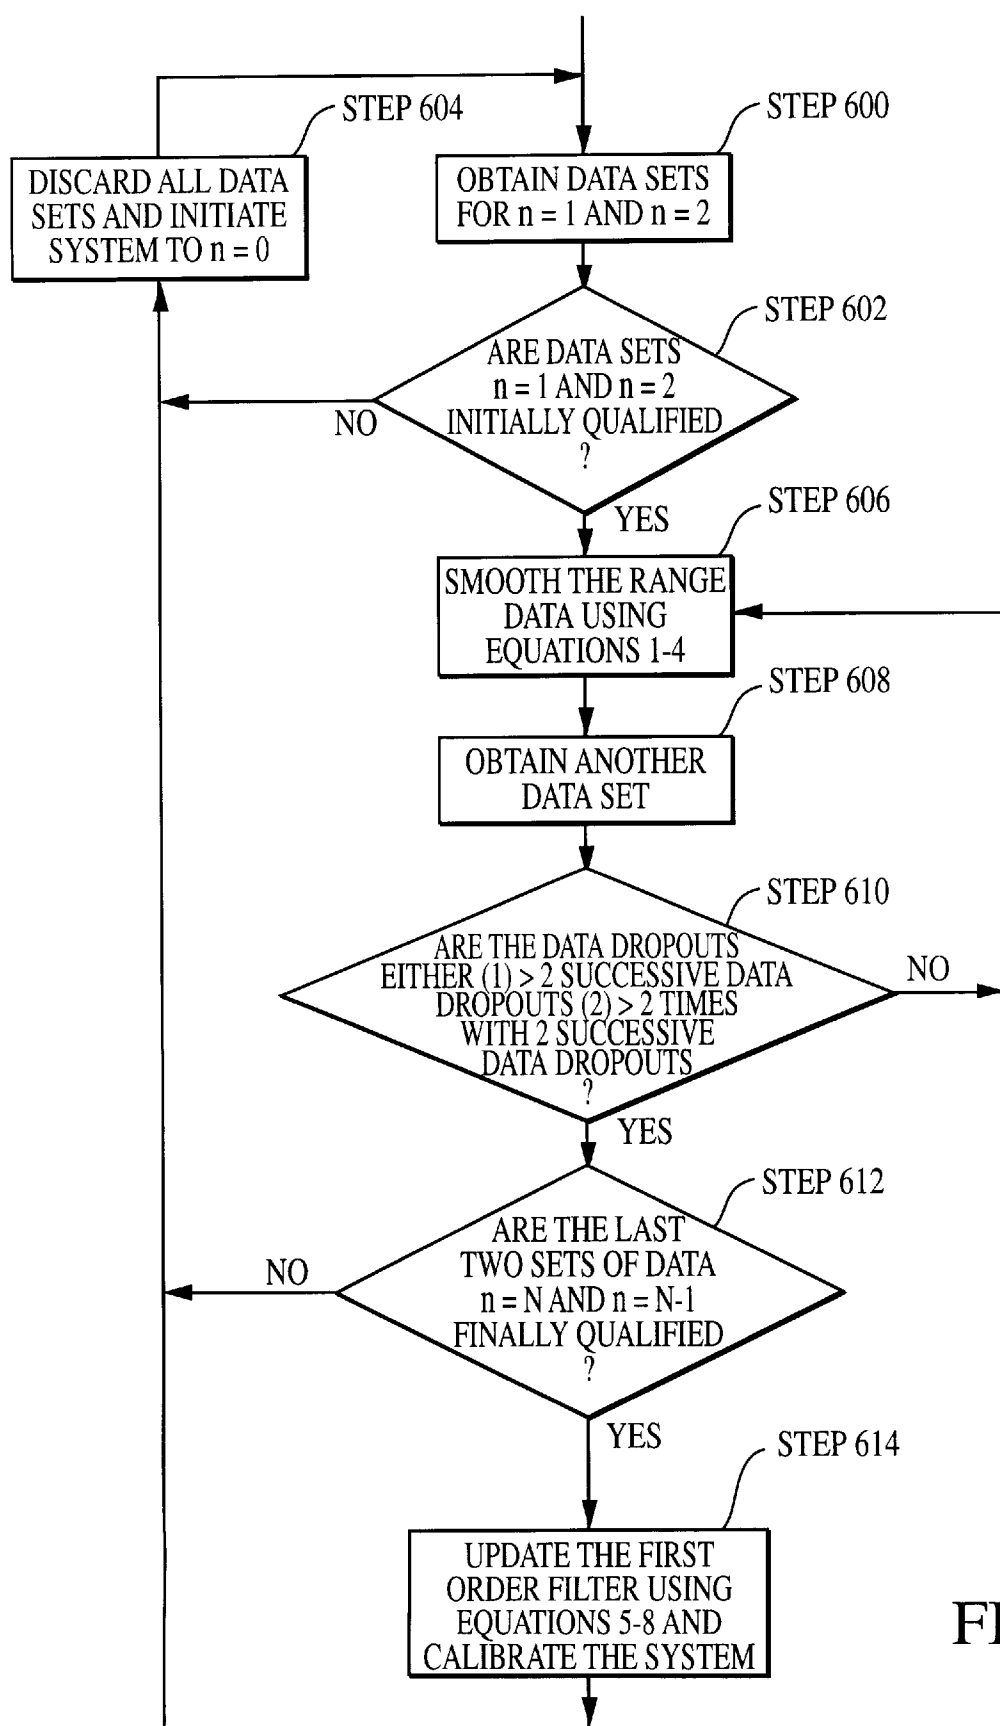 STEP 604
STEP 600
DISCARD ALL DATA
SETS AND INITIATE
SYSTEM TO n = 0
OBTAIN DATA SETS
FOR n = 1 AND n = 2
STEP 602
ARE DATA SETS
n = 1 AND n = 2
INITIALLY QUALIFIED
?
NO
YES
STEP 606
SMOOTH THE RANGE
DATA USING
EQUATIONS 1-4
STEP 608
OBTAIN ANOTHER
DATA SET
STEP 610
ARE THE DATA DROPOUTS
EITHER (1) > 2 SUCCESSIVE DATA
DROPOUTS (2) > 2 TIMES
WITH 2 SUCCESSIVE
DATA DROPOUTS
?
NO
YES
STEP 612
ARE THE LAST
TWO SETS OF DATA
n = N AND n = N-1
FINALLY QUALIFIED
?
NO
YES
STEP 614
UPDATE THE FIRST
ORDER FILTER USING
EQUATIONS 5-8 AND
CALIBRATE THE SYSTEM